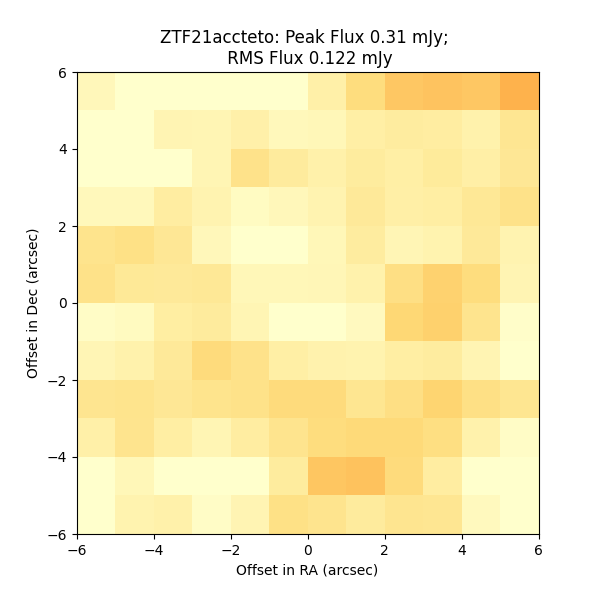 ZTF21accteto: Peak Flux 0.31 mJy;
RMS Flux 0.122 mJy
6
4
2
0
−2
−4
−6
Offset in Dec (arcsec)
−6 −4 −2 0 2 4 6
Offset in RA (arcsec)